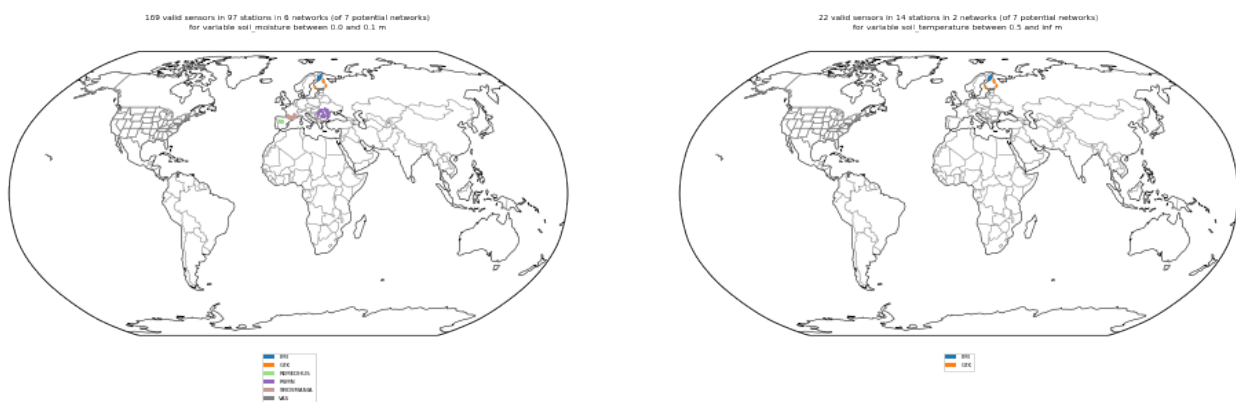 169 valid sensors in 97 stations in 6 networks (of 7 potential networks)
for variable soil_moisture between 0.0 and 0.1 m
22 valid sensors in 14 stations in 2 networks (of 7 potential networks)
for variable soil_temperature between 0.5 and inf m
FMI
GTK
REMEDHUS
RSMN
SMOSMANIA
VAS
FMI
GTK